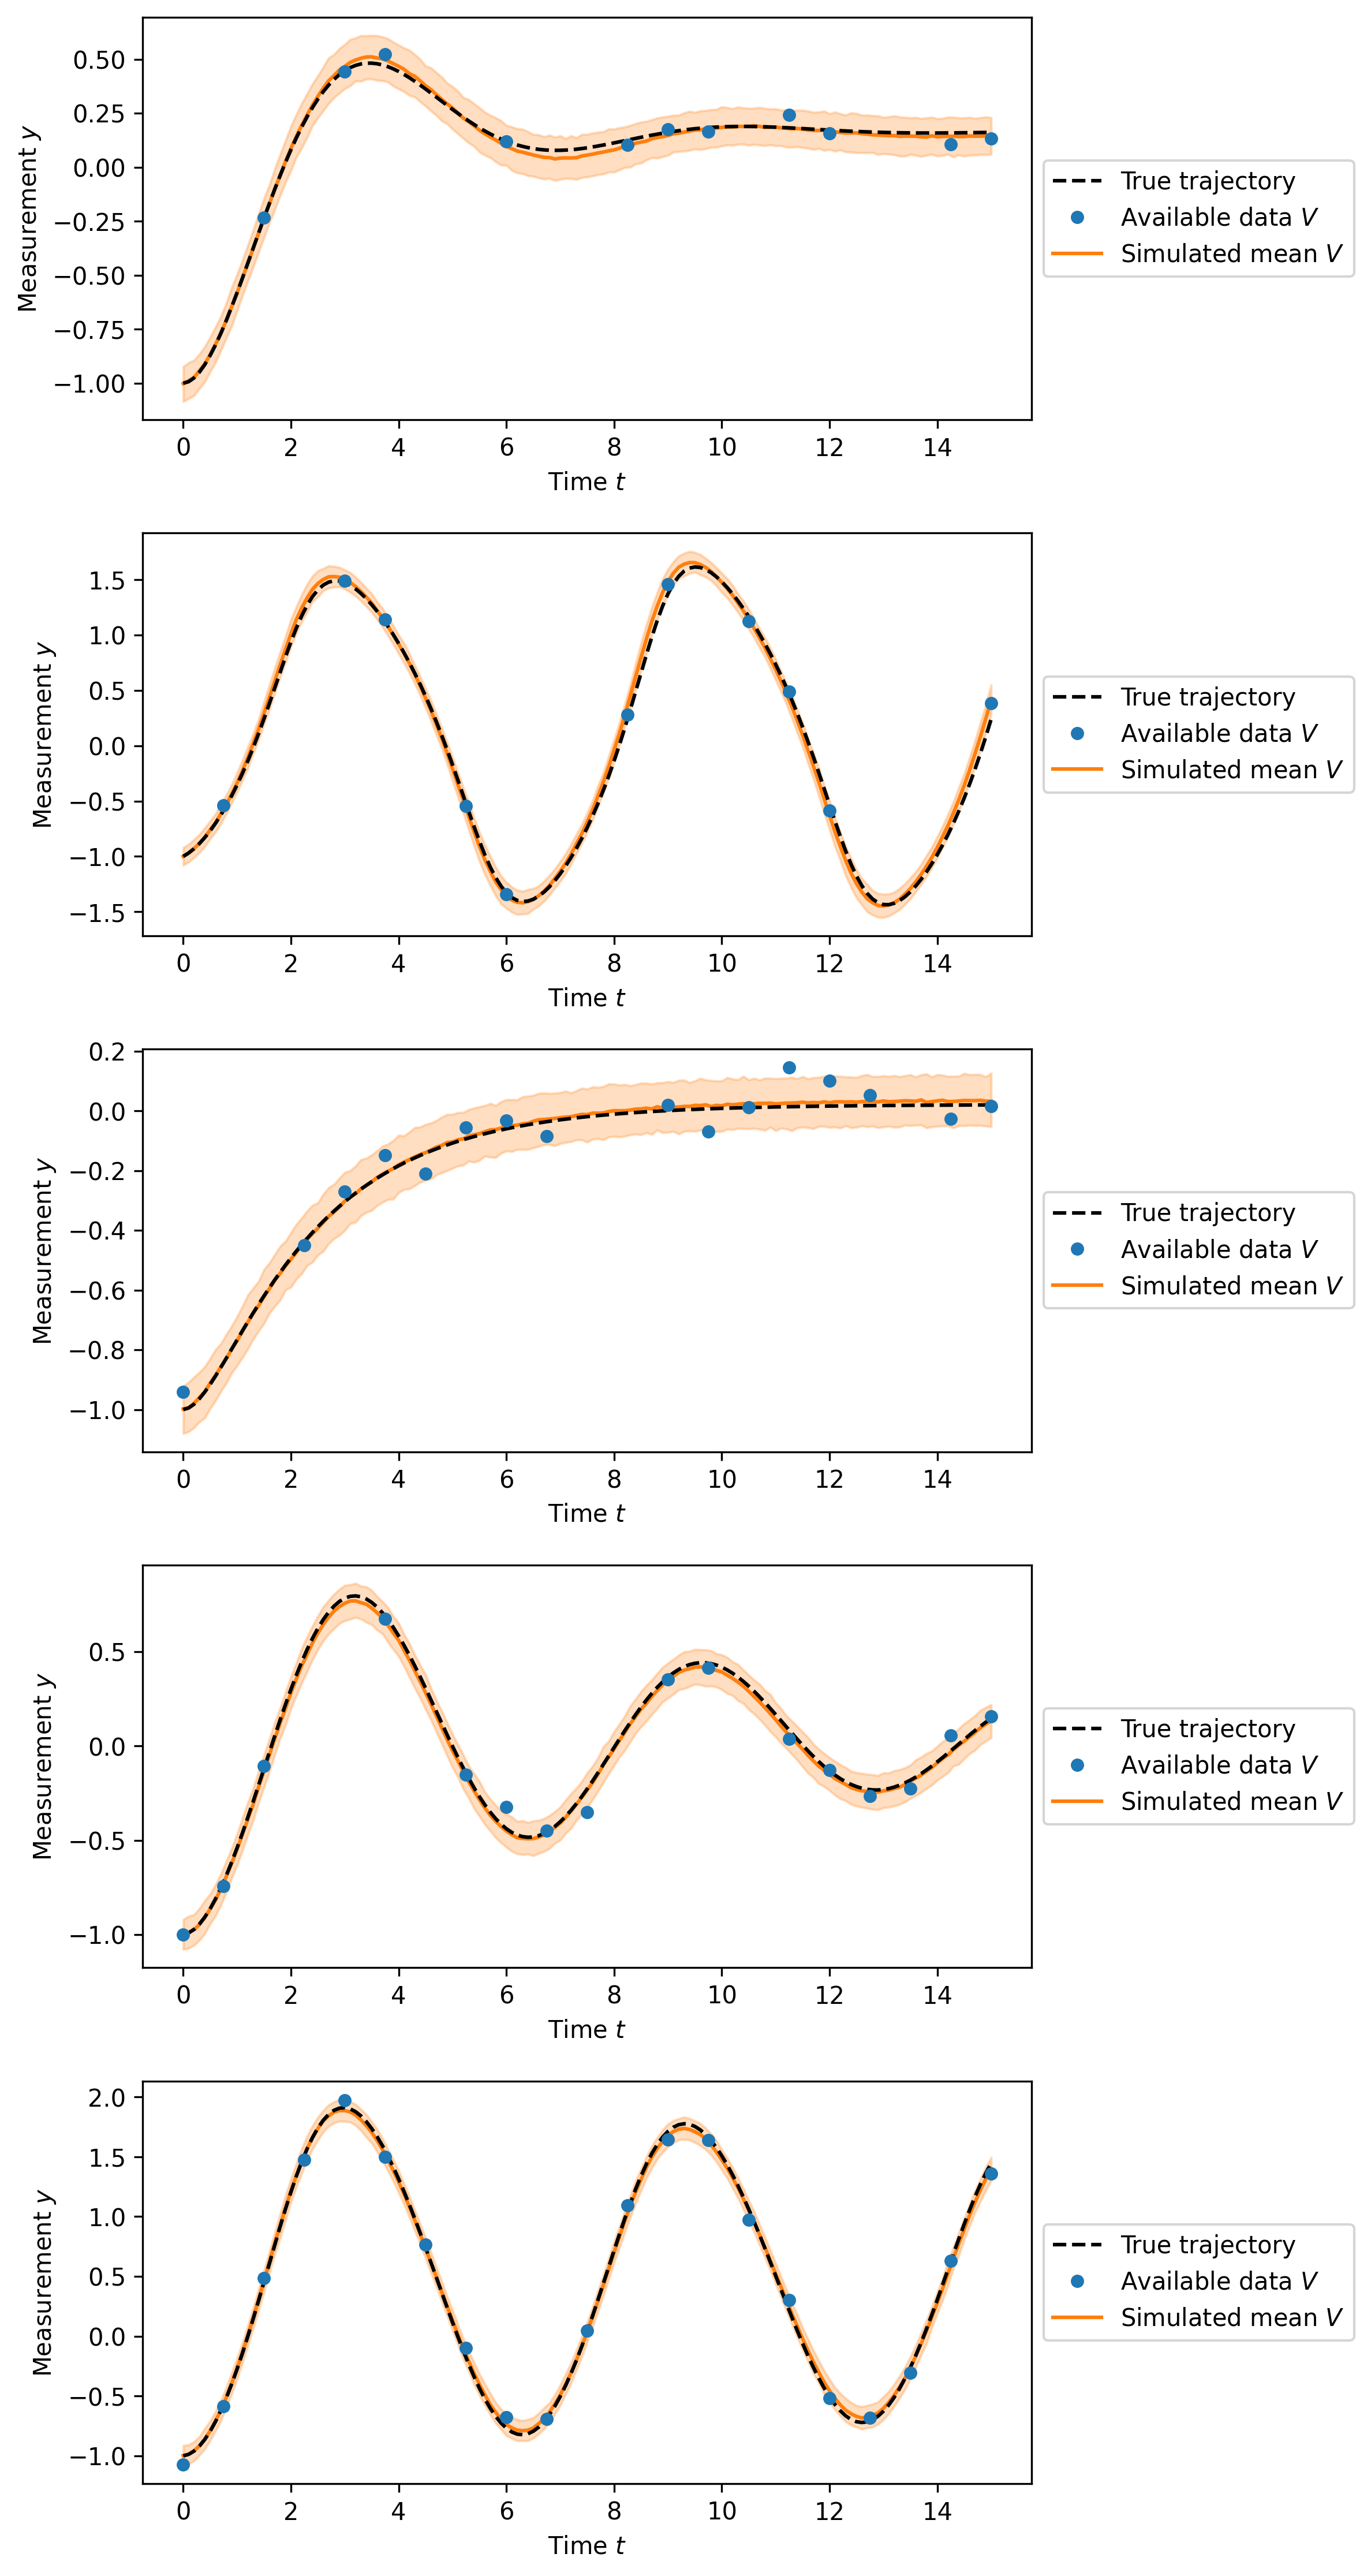 0.50
0.25
0.00
−0.25
−0.50
−0.75
−1.00
Measurement y
0 2 4 6 8 10 12 14
Time t
True trajectory
Available data V
Simulated mean V
1.5
1.0
0.5
0.0
−0.5
−1.0
−1.5
Measurement y
0 2 4 6 8 10 12 14
Time t
True trajectory
Available data V
Simulated mean V
0.2
0.0
−0.2
−0.4
−0.6
−0.8
−1.0
Measurement y
0 2 4 6 8 10 12 14
Time t
True trajectory
Available data V
Simulated mean V
0.5
0.0
−0.5
−1.0
Measurement y
0 2 4 6 8 10 12 14
Time t
True trajectory
Available data V
Simulated mean V
2.0
1.5
1.0
0.5
0.0
−0.5
−1.0
Measurement y
0 2 4 6 8 10 12 14
Time t
True trajectory
Available data V
Simulated mean V